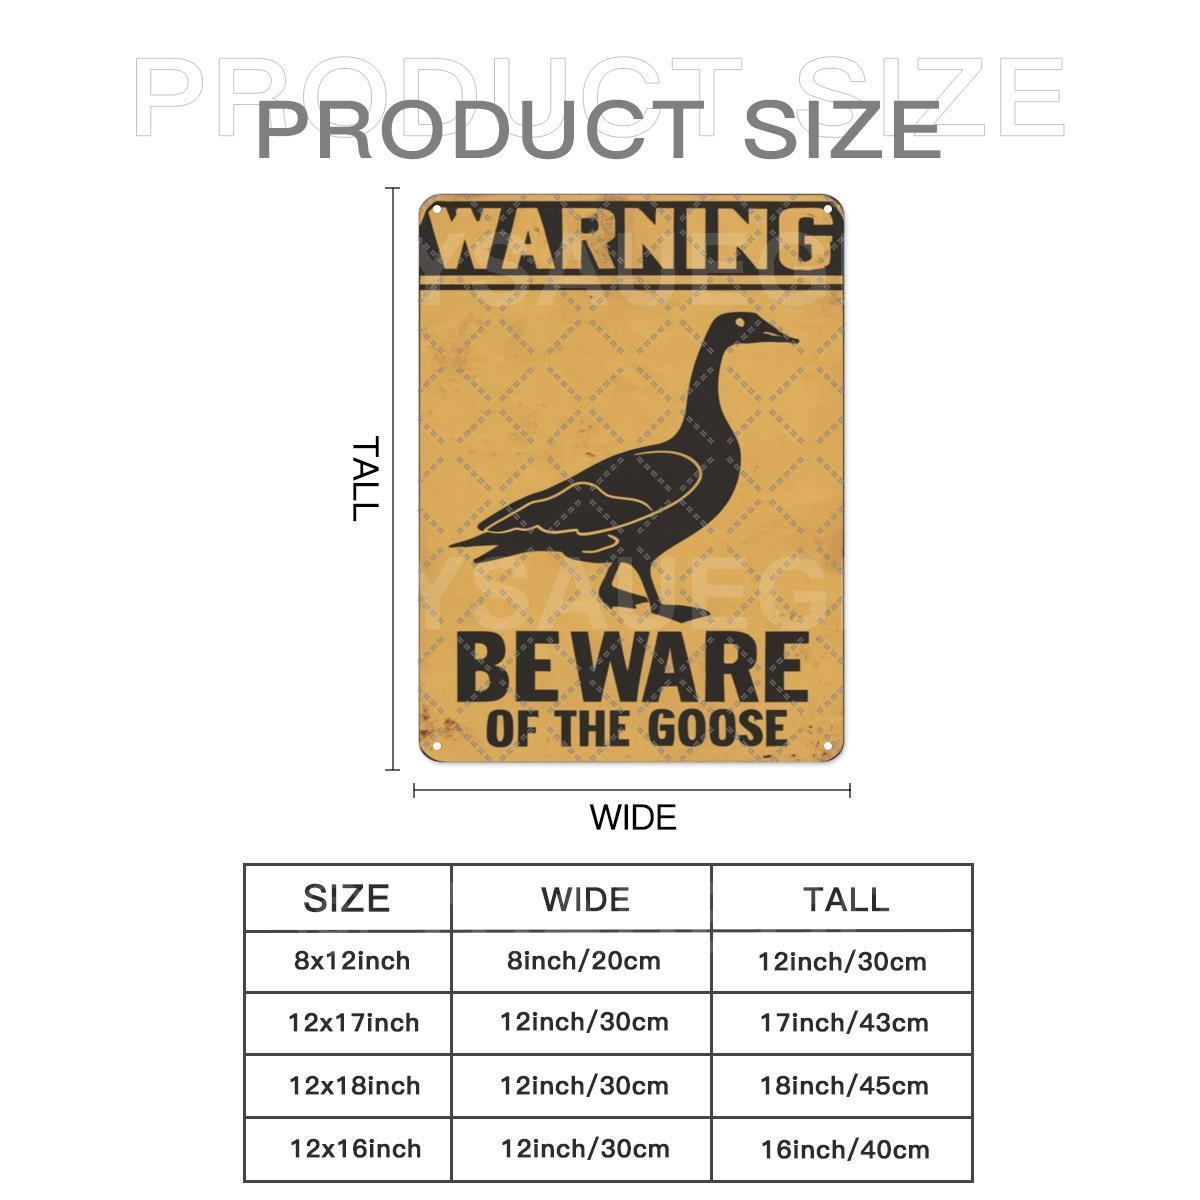 PRODUCT SIZE
PRODUCT SIZE
WARNING
BEWARE
OF THE GOOSE
TALL
WIDE
SIZE WIDE TALL
8x12inch 8inch/20cm 12inch/30cm
12x17inch 12inch/30cm 17inch/43cm
12x18inch 12inch/30cm 18inch/45cm
12x16inch 12inch/30cm 16inch/40cm